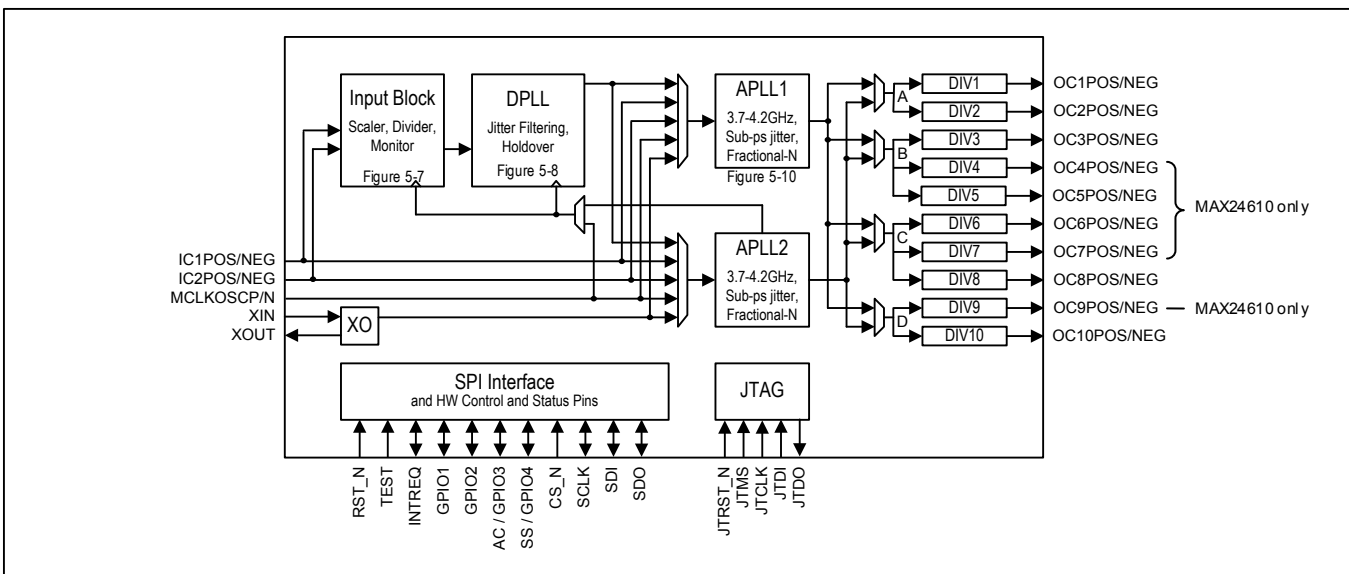 Input Block
Scaler, Divider,
Monitor
Figure 5-7
DPLL
Jitter Filtering,
Holdover
Figure 5-8
APLL1
3.7-4.2GHz,
Sub-ps jitter,
Fractional-N
Figure 5-10
APLL2
3.7-4.2GHz,
Sub-ps jitter,
Fractional-N
A
B
C
D
DIV1
DIV2
DIV3
DIV4
DIV5
DIV6
DIV7
DIV8
DIV9
DIV10
OC1POS/NEG
OC2POS/NEG
OC3POS/NEG
OC4POS/NEG
OC5POS/NEG
OC6POS/NEG
OC7POS/NEG
OC8POS/NEG
OC9POS/NEG
OC10POS/NEG
MAX24610 only
MAX24610 only
IC1POS/NEG
IC2POS/NEG
MCLKOSCP/N
XIN
XOUT
XO
SPI Interface
and HW Control and Status Pins
JTAG
RST_N
TEST
INTREQ
GPIO1
GPIO2
AC / GPIO3
SS / GPIO4
CS_N
SCLK
SDI
SDO
JTRST_N
JTMS
JTCLK
JTDI
JTDO